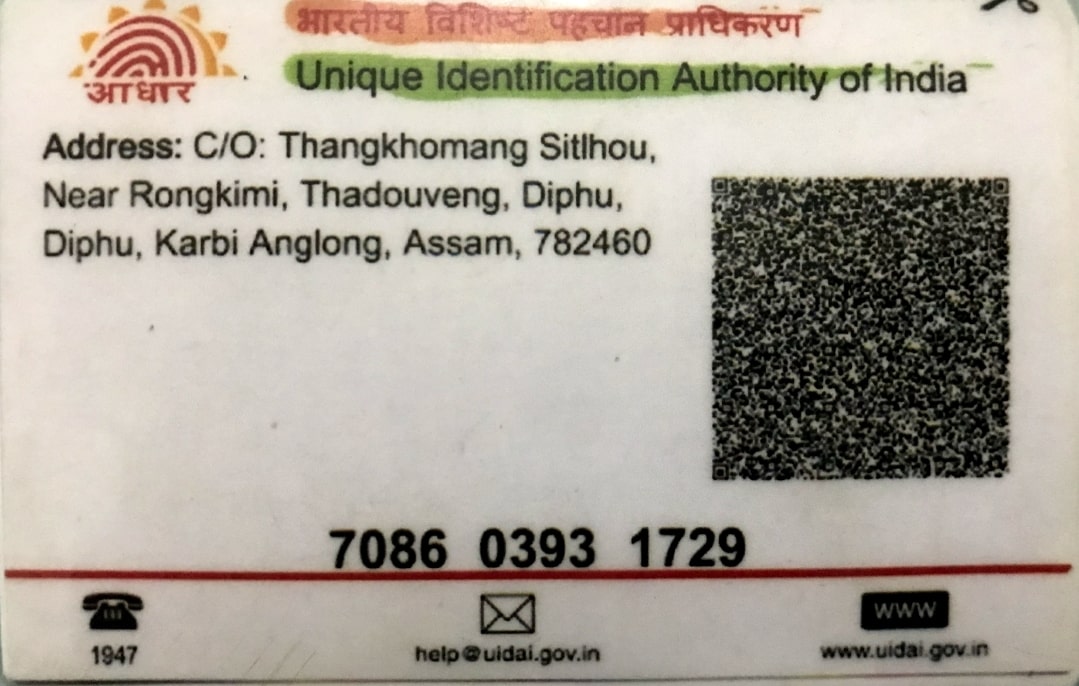 भारतीय विशिष्ट पहचान प्राधिकरण
Unique Identification Authority of India
आधार
Address: C/O: Thangkhomang Sitlhou,
Near Rongkimi, Thadouveng, Diphu,
Diphu, Karbi Anglong, Assam, 782460
7086 0393 1729
1947
help@uidai.gov.in
WWW
www.uidai.gov.in